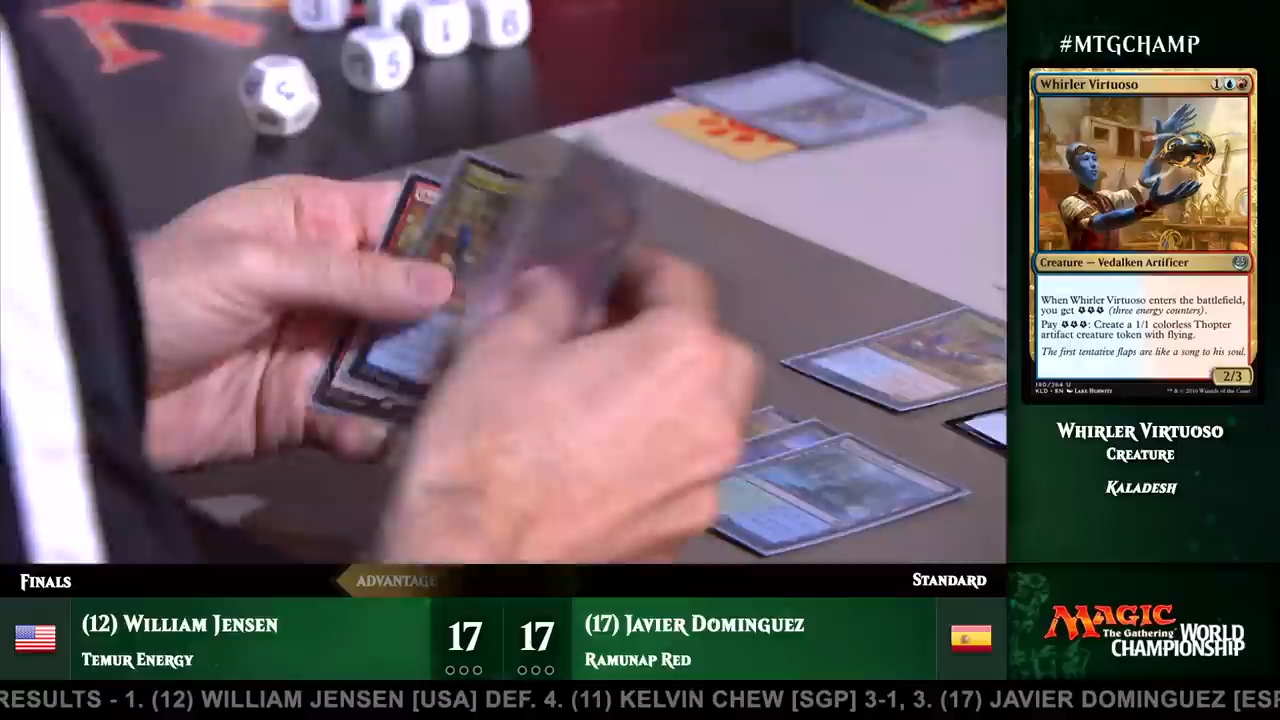 #MTGCHAMP
Whirler Virtuoso
1
Creature — Vedalken Artificer
When Whirler Virtuoso enters the battlefield,
you get (three energy counters).
Pay : Create a 1/1 colorless Thopter
artifact creature token with flying.
The first tentative flaps are like a song to his soul.
2/3
WHIRLER VIRTUOSO
CREATURE
KALADESH
5
6
FINALS
ADVANTAGE
STANDARD
(12) WILLIAM JENSEN
TEMUR ENERGY
17
17
(17) JAVIER DOMINGUEZ
RAMUNAP RED
MAGIC
The Gathering
WORLD
CHAMPIONSHIP
RESULTS - 1. (12) WILLIAM JENSEN [USA] DEF. 4. (11) KELVIN CHEW [SGP] 3-1, 3. (17) JAVIER DOMINGUEZ [ES